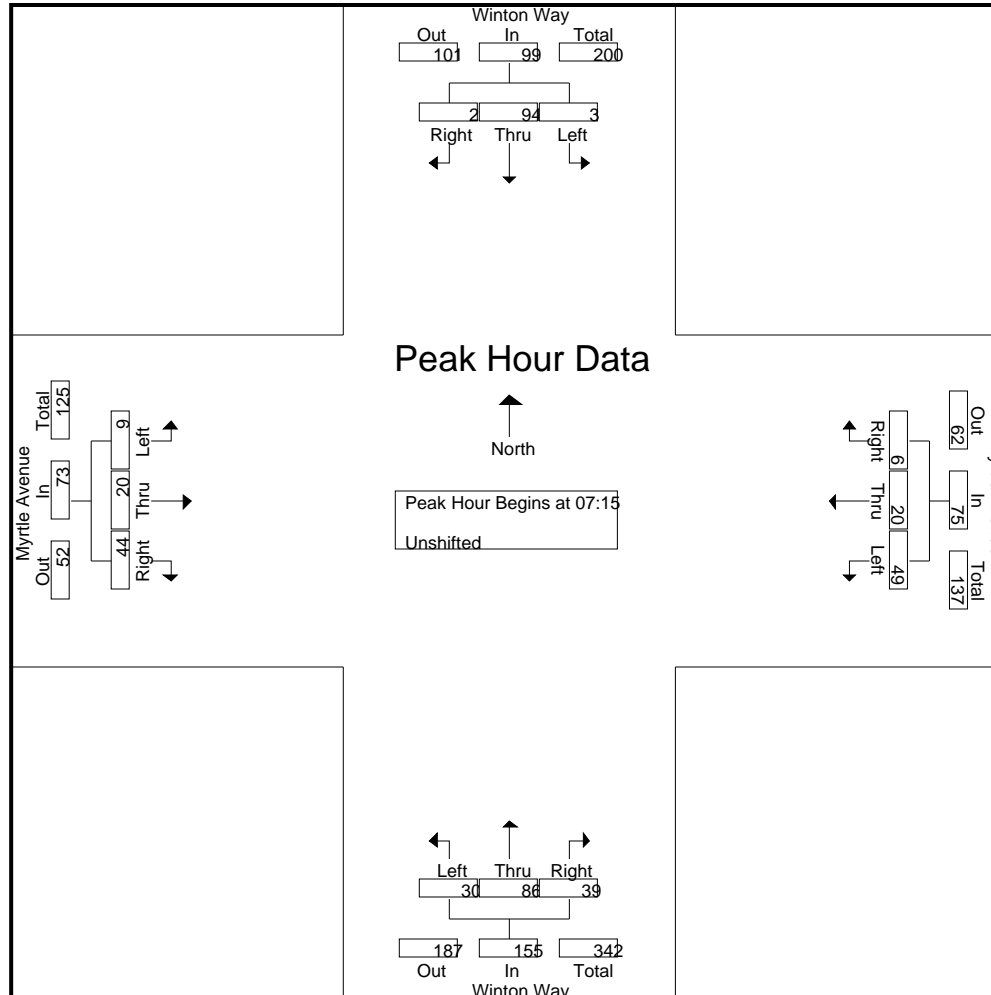 Winton Way
Out In Total
101 99 200
2 94 3
Right Thru Left
Peak Hour Data
North
Peak Hour Begins at 07:15
Unshifted
Myrtle Avenue
Out In Total
52 73 125
44 20 9
Right Thru Left
Out In Total
62 75 137
Right Thru Left
6 20 49
Left Thru Right
30 86 39
187 155 342
Out In Total
Winton Way